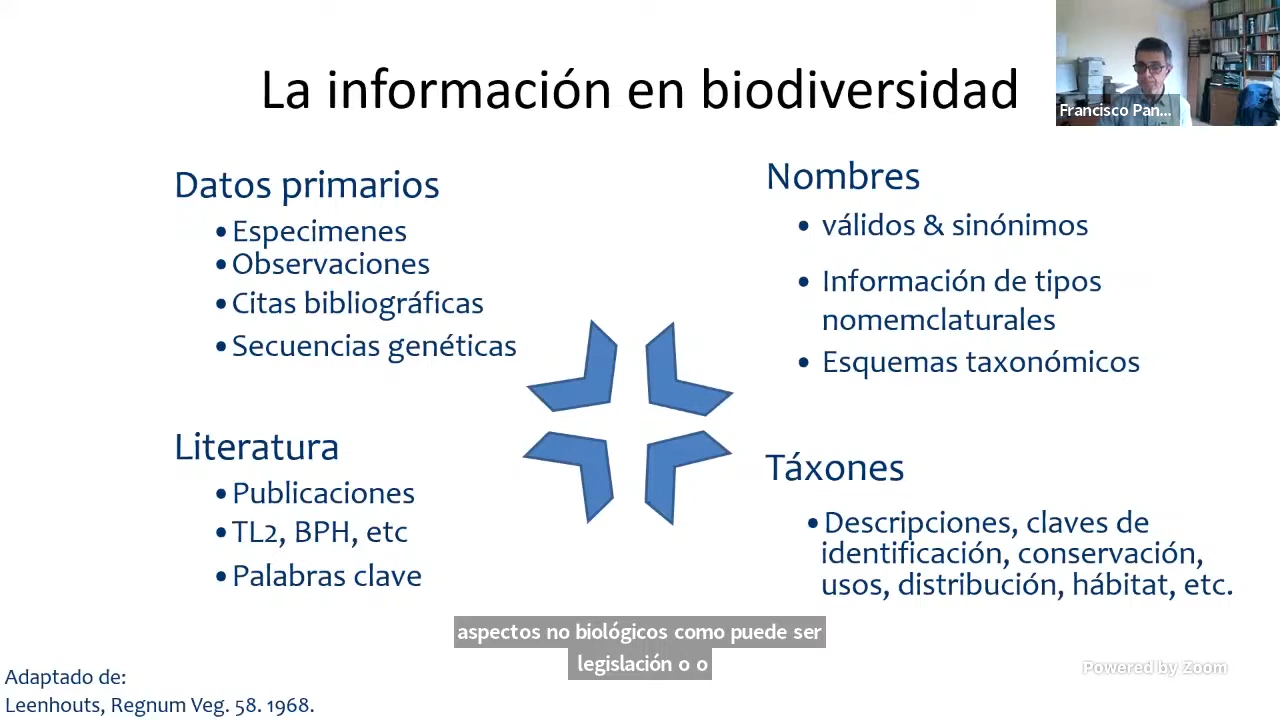 La información en biodiversidad
Francisco Pan...
Datos primarios
•Especimenes
•Observaciones
•Citas bibliográficas
•Secuencias genéticas
Nombres
• válidos & sinónimos
• Información de tipos
nomemclaturales
• Esquemas taxonómicos
Literatura
•Publicaciones
•TL2, BPH, etc
•Palabras clave
Táxones
•Descripciones, claves de
identificación, conservación,
usos, distribución, hábitat, etc.
aspectos no biológicos como puede ser
legislación o o
Powered by Zoom
Adaptado de:
Leenhouts, Regnum Veg. 58. 1968.